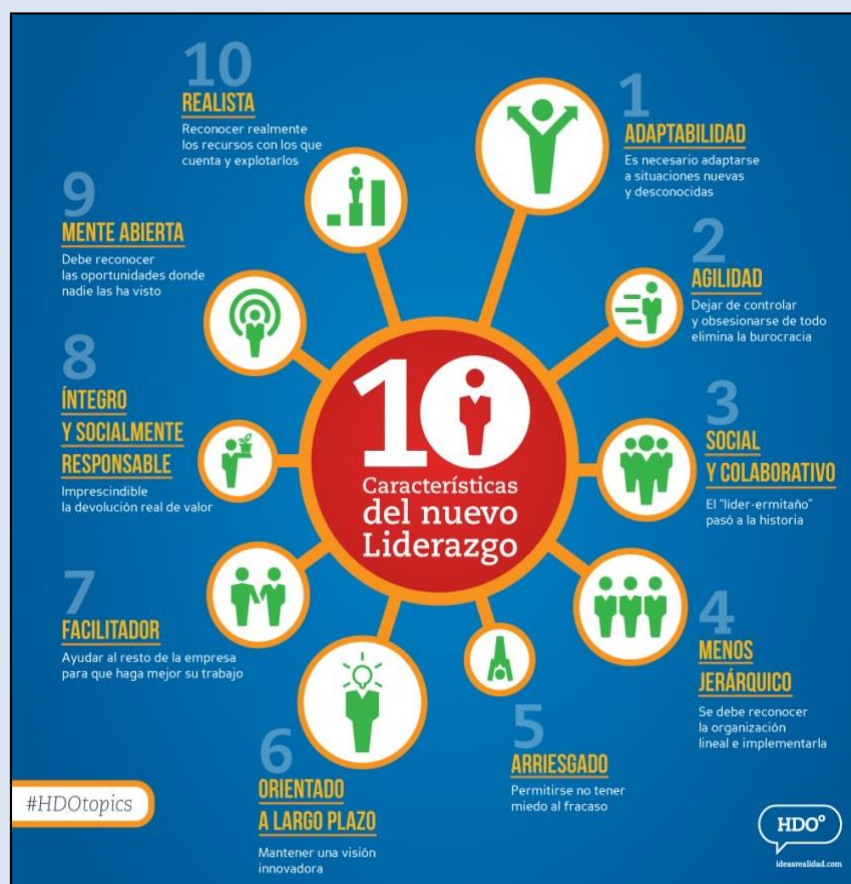 10
Características
del nuevo
Liderazgo
1
ADAPTABILIDAD
Es necesario adaptarse
a situaciones nuevas
y desconocidas
2
AGILIDAD
Dejar de controlar
y obsesionarse de todo
elimina la burocracia
3
SOCIAL
Y COLABORATIVO
El "líder-ermitaño"
pasó a la historia
4
MENOS
JERÁRQUICO
Se debe reconocer
la organización
lineal e implementarla
5
ARRIESGADO
Permitirse no tener
miedo al fracaso
6
ORIENTADO
A LARGO PLAZO
Mantener una visión
innovadora
7
FACILITADOR
Ayudar al resto de la empresa
para que haga mejor su trabajo
8
ÍNTEGRO
Y SOCIALMENTE
RESPONSABLE
Imprescindible
la devolución real de valor
9
MENTE ABIERTA
Debe reconocer
las oportunidades donde
nadie las ha visto
10
REALISTA
Reconocer realmente
los recursos con los que
cuenta y explotarlos
#HDOtopics
HDO°
ideasrealidad.com